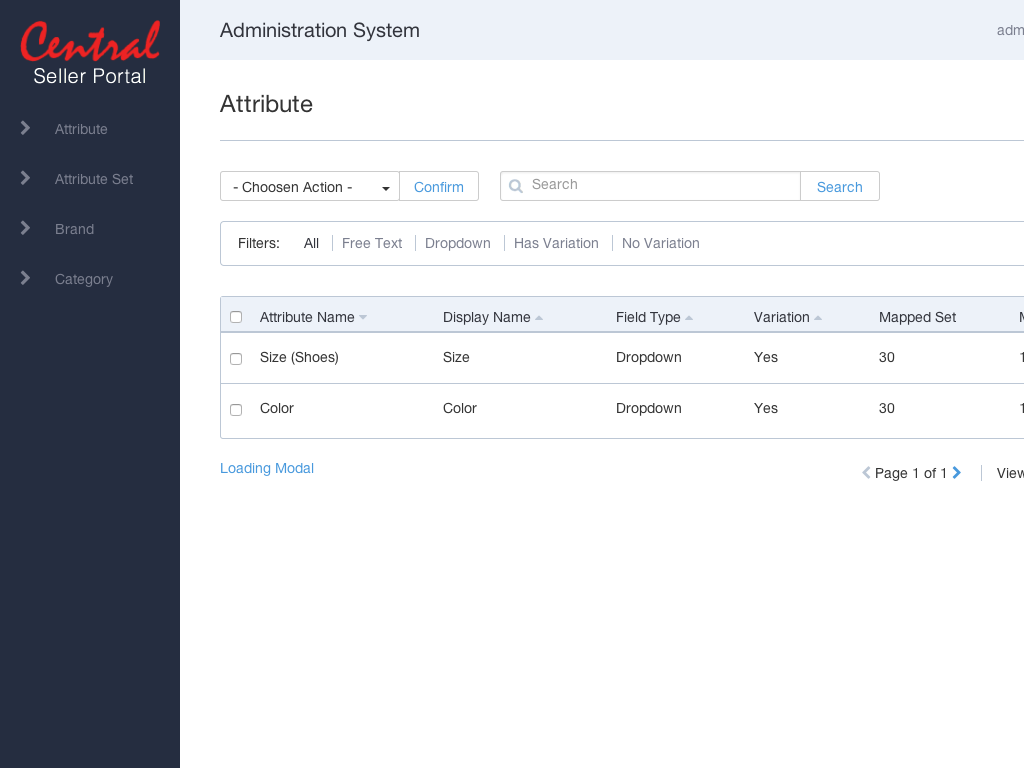 Central
Seller Portal
Attribute
Attribute Set
Brand
Category
Administration System
adm
Attribute
- Choosen Action -
Confirm
Search
Search
Filters: All Free Text Dropdown Has Variation No Variation
Attribute Name Display Name Field Type Variation Mapped Set
Size (Shoes) Size Dropdown Yes 30 1
Color Color Dropdown Yes 30 1
Loading Modal
Page 1 of 1
View